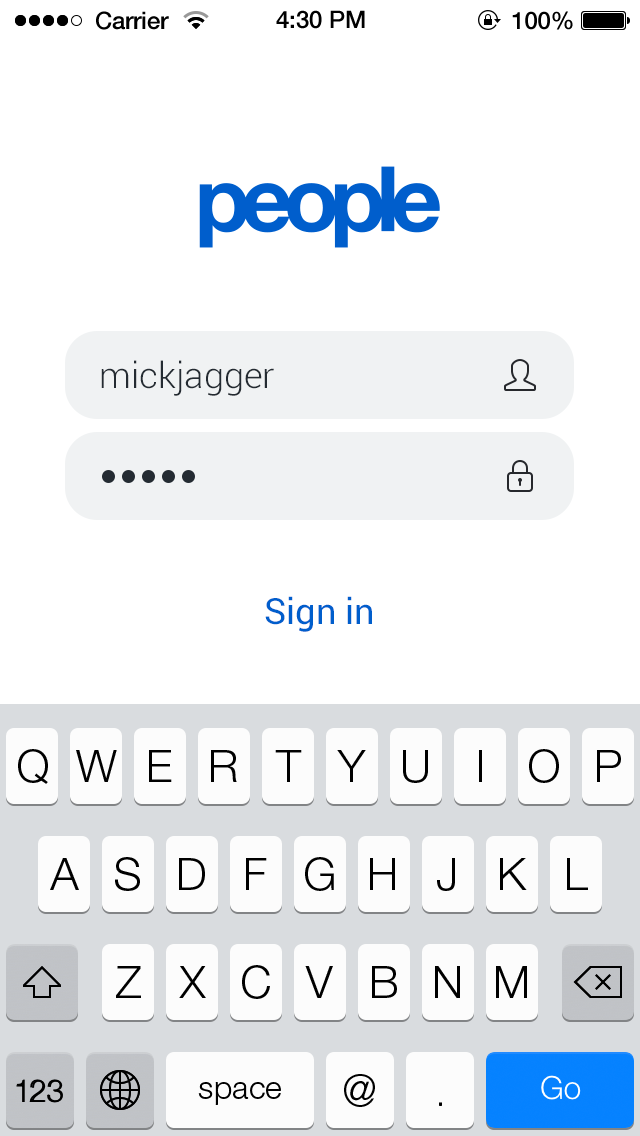 Carrier 4:30 PM 100%
people
mickjagger
•••••
Sign in
Q W E R T Y U I O P
A S D F G H J K L
Z X C V B N M
123 space @ . Go